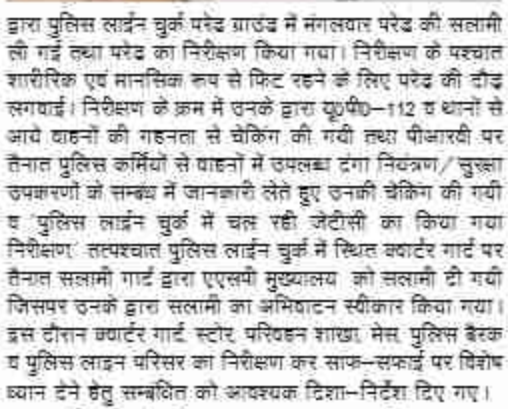 द्वारा पुलिस लाईन चुर्क परेड ग्राउंड में मंगलवार परेड की सलामी
ली गई तथा परेड का निरीक्षण किया गया। निरीक्षण के पश्चात
शारीरिक एवं मानसिक रूप से फिट रहने के लिए परेड की दौड़
लगवाई। निरीक्षण के क्रम में उनके द्वारा यू0पी0–112 व थानों से
आये वाहनों की गहनता से चेकिंग की गयी तथा पीआरवी पर
तैनात पुलिस कर्मियों से वाहनों में उपलब्ध दंगा नियंत्रण/सुरक्षा
उपकरणों के सम्बंध में जानकारी लेते हुए उनकी चेकिंग की गयी
व 'पुलिस लाईन चुर्क में चल रही जेटीसी का किया गया
निरीक्षण' तत्पश्चात पुलिस लाईन चुर्क में स्थित क्वार्टर गार्द पर
तैनात सलामी गार्द द्वारा एएसपी मुख्यालय को सलामी दी गयी
जिसपर उनके द्वारा सलामी का अभिवादन स्वीकार किया गया।
इस दौरान क्वार्टर गार्द, स्टोर, परिवहन शाखा, मेस, पुलिस बैरक
व पुलिस लाइन परिसर का निरीक्षण कर साफ–सफाई पर विशेष
ध्यान देने हेतु सम्बंधित को आवश्यक दिशा–निर्देश दिए गए।